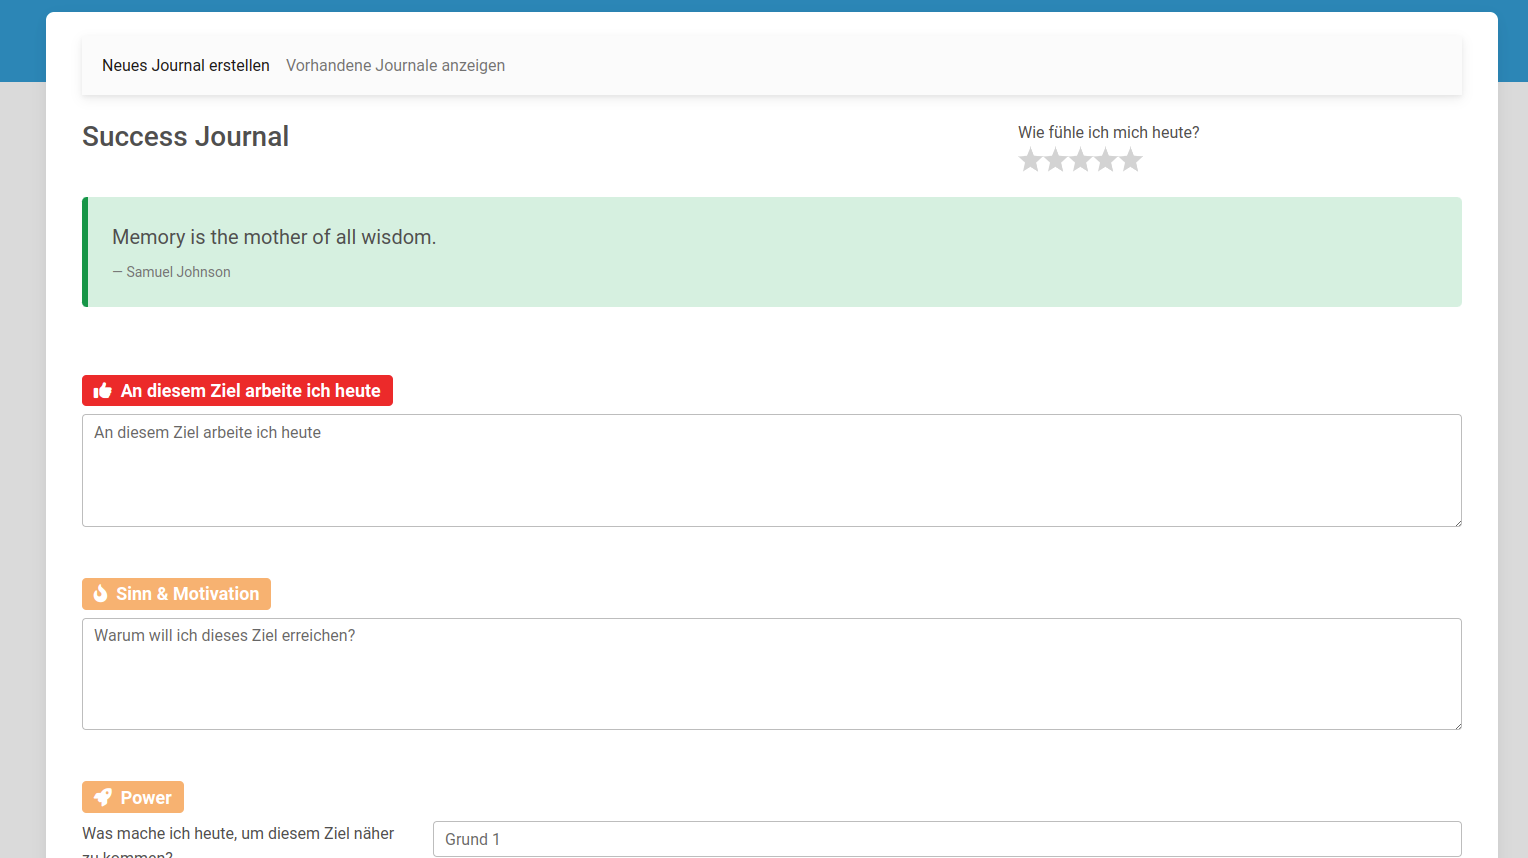 Neues Journal erstellen Vorhandene Journale anzeigen
Success Journal
Wie fühle ich mich heute?
Memory is the mother of all wisdom.
— Samuel Johnson
An diesem Ziel arbeite ich heute
An diesem Ziel arbeite ich heute
Sinn & Motivation
Warum will ich dieses Ziel erreichen?
Power
Was mache ich heute, um diesem Ziel näher
zu kommen?
Grund 1